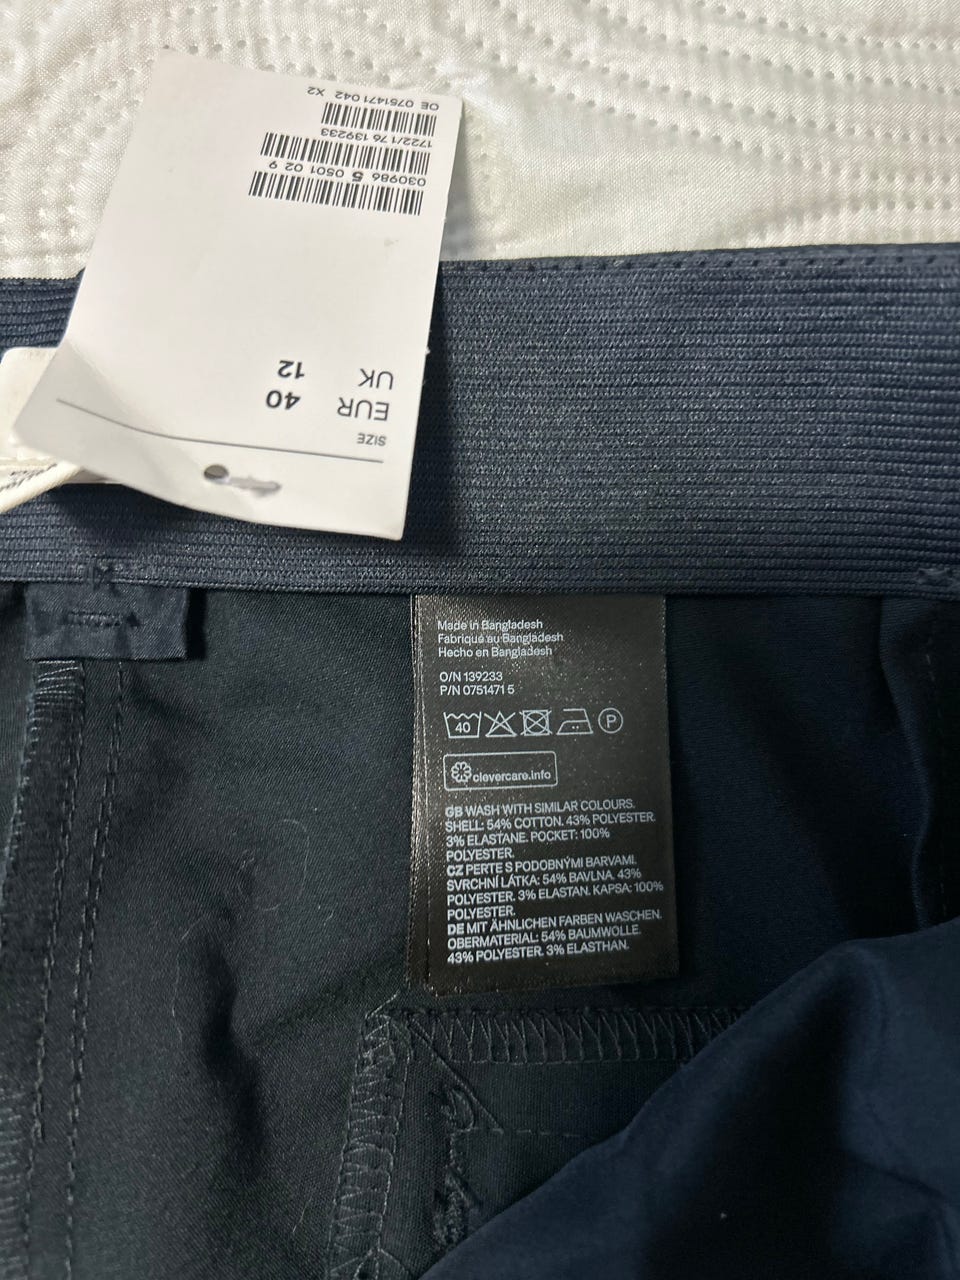 SIZE
EUR 40
UK 12
030986 5 0501 02 9
1722/1 76 139233
OE 0751471 042 X2
Made in Bangladesh
Fabriqué au Bangladesh
Hecho en Bangladesh
O/N 139233
P/N 0751471 5
40
P
clevercare.info
GB WASH WITH SIMILAR COLOURS.
SHELL: 54% COTTON. 43% POLYESTER.
3% ELASTANE. POCKET: 100%
POLYESTER.
CZ PERTE S PODOBNÝMI BARVAMI.
SVRCHNÍ LÁTKA: 54% BAVLNA. 43%
POLYESTER. 3% ELASTAN. KAPSA: 100%
POLYESTER.
DE MIT ÄHNLICHEN FARBEN WASCHEN.
OBERMATERIAL: 54% BAUMWOLLE.
43% POLYESTER. 3% ELASTHAN.